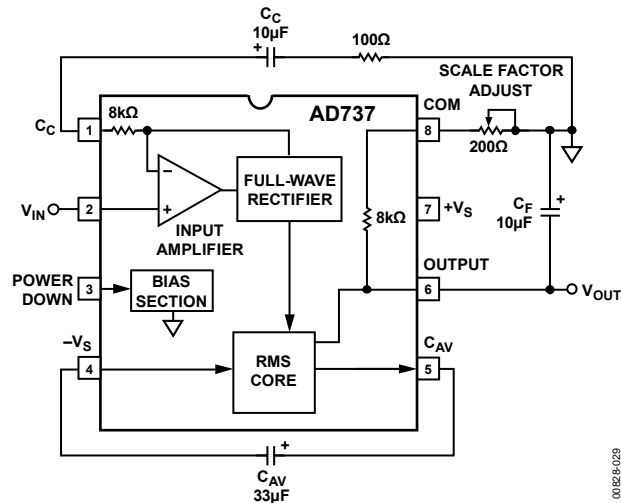 C_C
10µF
+
100Ω
SCALE FACTOR
ADJUST
8kΩ
AD737
COM
C_C
1
8
200Ω
–
+
FULL-WAVE
RECTIFIER
V_IN
2
INPUT
AMPLIFIER
8kΩ
7
+V_S
C_F
10µF
+
POWER
DOWN
3
BIAS
SECTION
OUTPUT
6
V_OUT
–V_S
4
RMS
CORE
C_AV
5
+
C_AV
33µF
00828-029